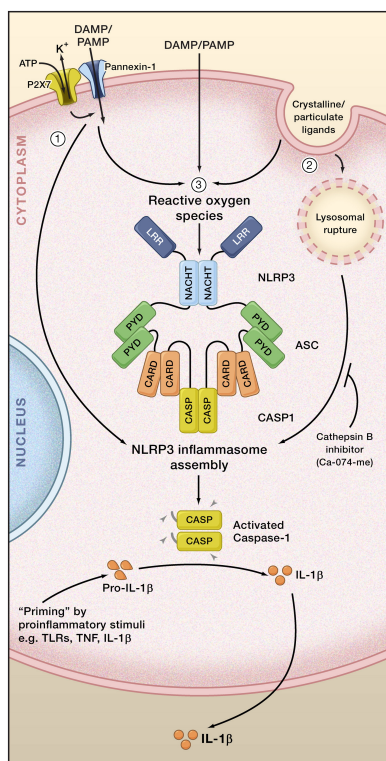 DAMP/
PAMP
K+
ATP
Pannexin-1
P2X7
DAMP/PAMP
Crystalline/
particulate
ligands
1
2
CYTOPLASM
3
Reactive oxygen
species
Lysosomal
rupture
LRR
LRR
NACHT
NACHT
NLRP3
PYD
PYD
PYD
PYD
ASC
CARD
CARD
CARD
CARD
CASP
CASP
CASP1
NUCLEUS
Cathepsin B
inhibitor
(Ca-074-me)
NLRP3 inflammasome
assembly
CASP
CASP
Activated
Caspase-1
Pro-IL-1β
IL-1β
“Priming” by
proinflammatory stimuli
e.g. TLRs, TNF, IL-1β
IL-1β